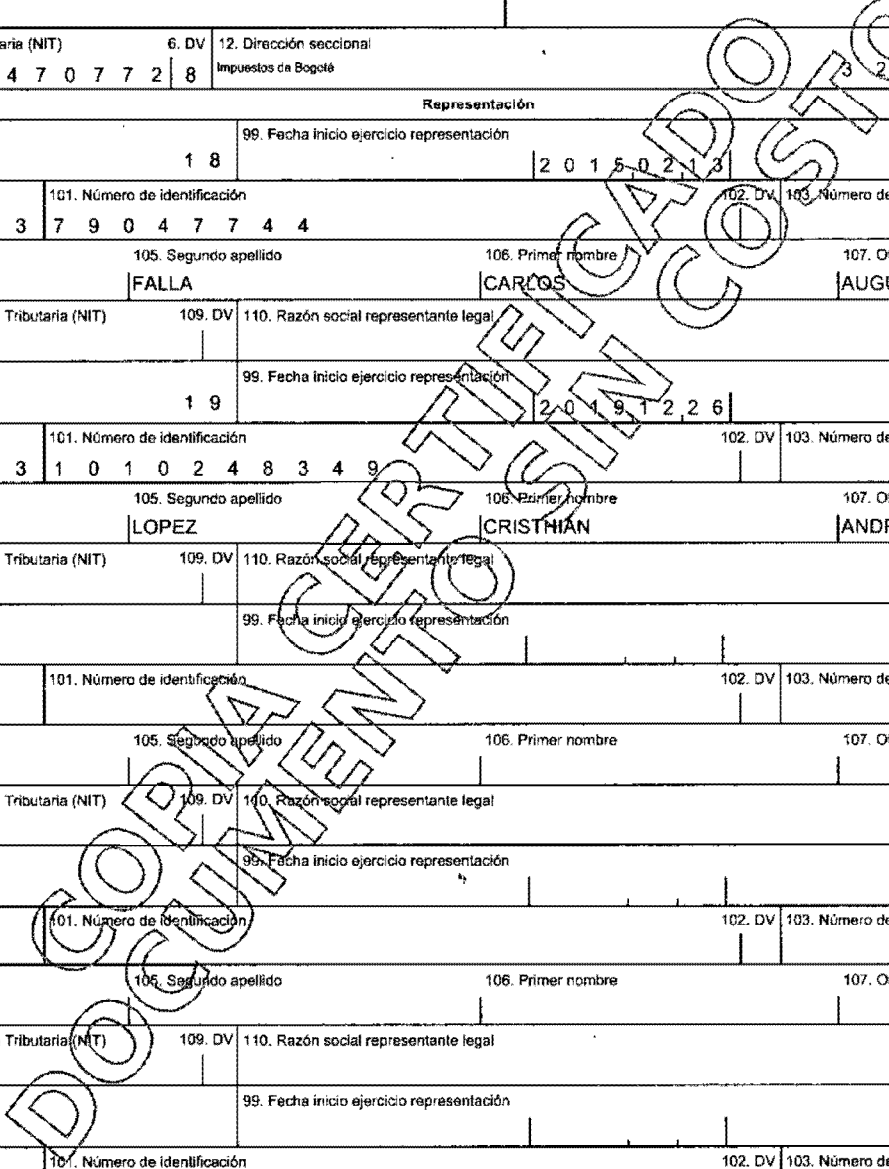 aria (NIT) 6. DV 12. Dirección seccional
4 7 0 7 7 2 8 Impuestos de Bogotá 3 2
Representación
99. Fecha inicio ejercicio representación
1 8 2 0 1 5 0 2 1 3
101. Número de identificación 102. DV 103. Número de
3 7 9 0 4 7 7 4 4
105. Segundo apellido 106. Primer nombre 107. O
FALLA CARLOS AUGU
Tributaria (NIT) 109. DV 110. Razón social representante legal
99. Fecha inicio ejercicio representación
1 9 2 0 1 9 1 2 2 6
101. Número de identificación 102. DV 103. Número de
3 1 0 1 0 2 4 8 3 4 9
105. Segundo apellido 106. Primer nombre 107. O
LOPEZ CRISTHIAN ANDR
Tributaria (NIT) 109. DV 110. Razón social representante legal
99. Fecha inicio ejercicio representación
101. Número de identificación 102. DV 103. Número de
105. Segundo apellido 106. Primer nombre 107. O
Tributaria (NIT) 109. DV 110. Razón social representante legal
99. Fecha inicio ejercicio representación
101. Número de identificación 102. DV 103. Número de
105. Segundo apellido 106. Primer nombre 107. O
Tributaria (NIT) 109. DV 110. Razón social representante legal
99. Fecha inicio ejercicio representación
101. Número de identificación 102. DV 103. Número de
COPIA CERTIFICADO
DOCUMENTO SIN COSTO